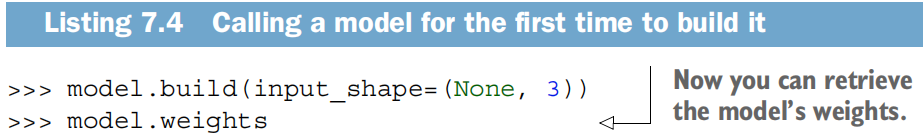 Listing 7.4 Calling a model for the first time to build it
>>> model.build(input_shape=(None, 3))
>>> model.weights
Now you can retrieve
the model's weights.